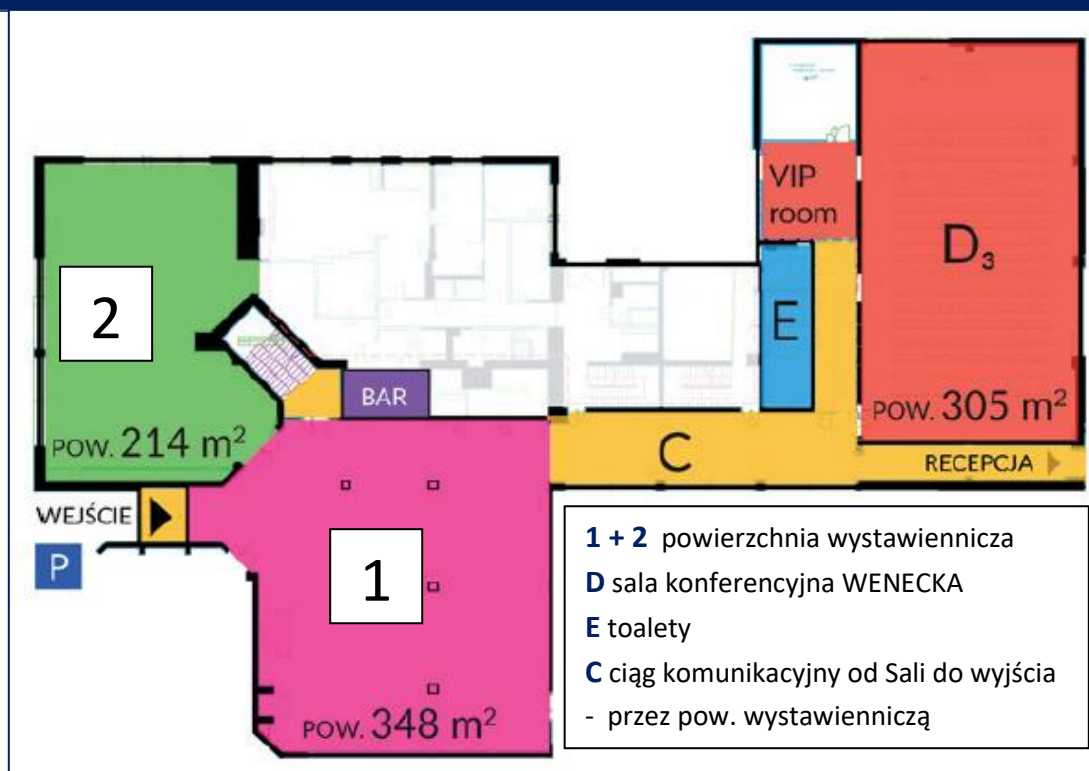 VIP
room
D3
2
E
BAR
POW. 305 m²
POW. 214 m²
C
RECEPCJA
WEJŚCIE
P
1
POW. 348 m²
1 + 2 powierzchnia wystawiennicza
D sala konferencyjna WENECKA
E toalety
C ciąg komunikacyjny od Sali do wyjścia
- przez pow. wystawienniczą